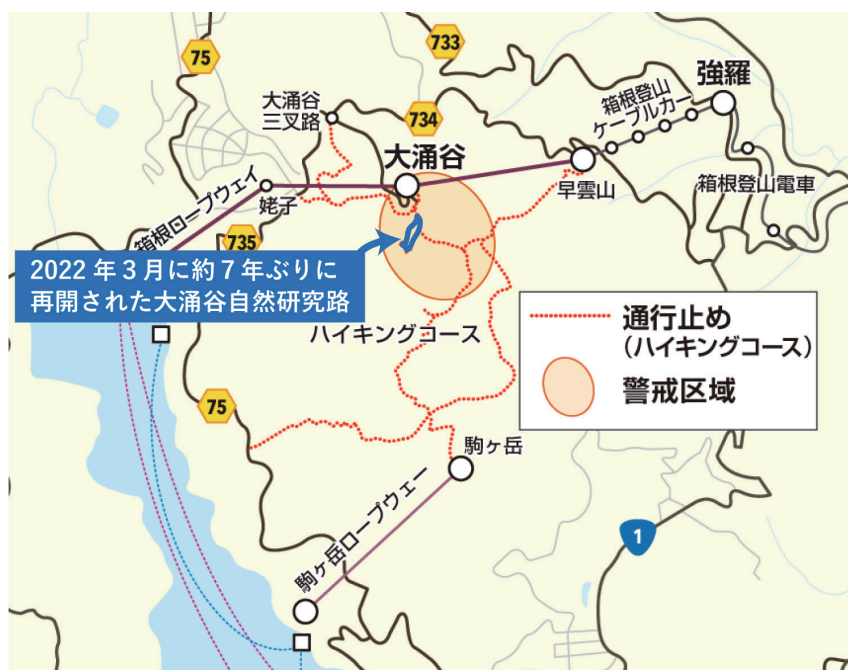 733
75
強羅
大涌谷
三叉路
734
箱根登山
ケーブルカー
大涌谷
早雲山
箱根登山電車
姥子
箱根ロープウェイ
735
2022年3月に約7年ぶりに
再開された大涌谷自然研究路
ハイキングコース
通行止め
(ハイキングコース)
警戒区域
75
駒ヶ岳
駒ヶ岳ロープウェー
1